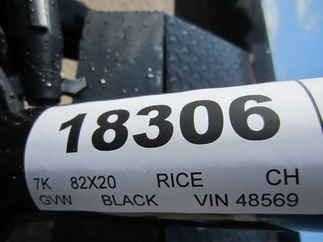 18306
7K 82X20 RICE CH
GVW BLACK VIN 48569